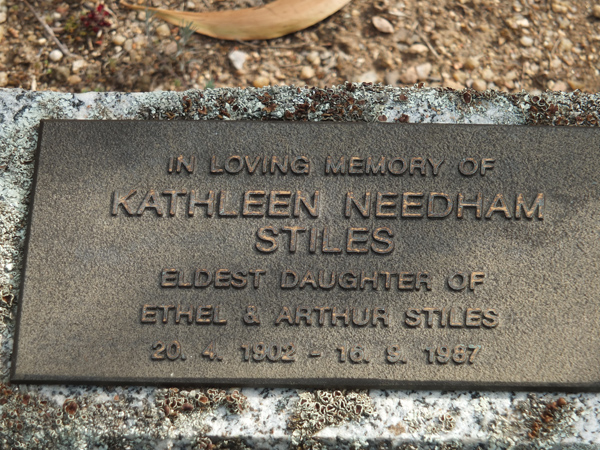 IN LOVING MEMORY OF
KATHLEEN NEEDHAM
STILES
ELDEST DAUGHTER OF
ETHEL & ARTHUR STILES
20. 4. 1902 - 16. 9. 1987